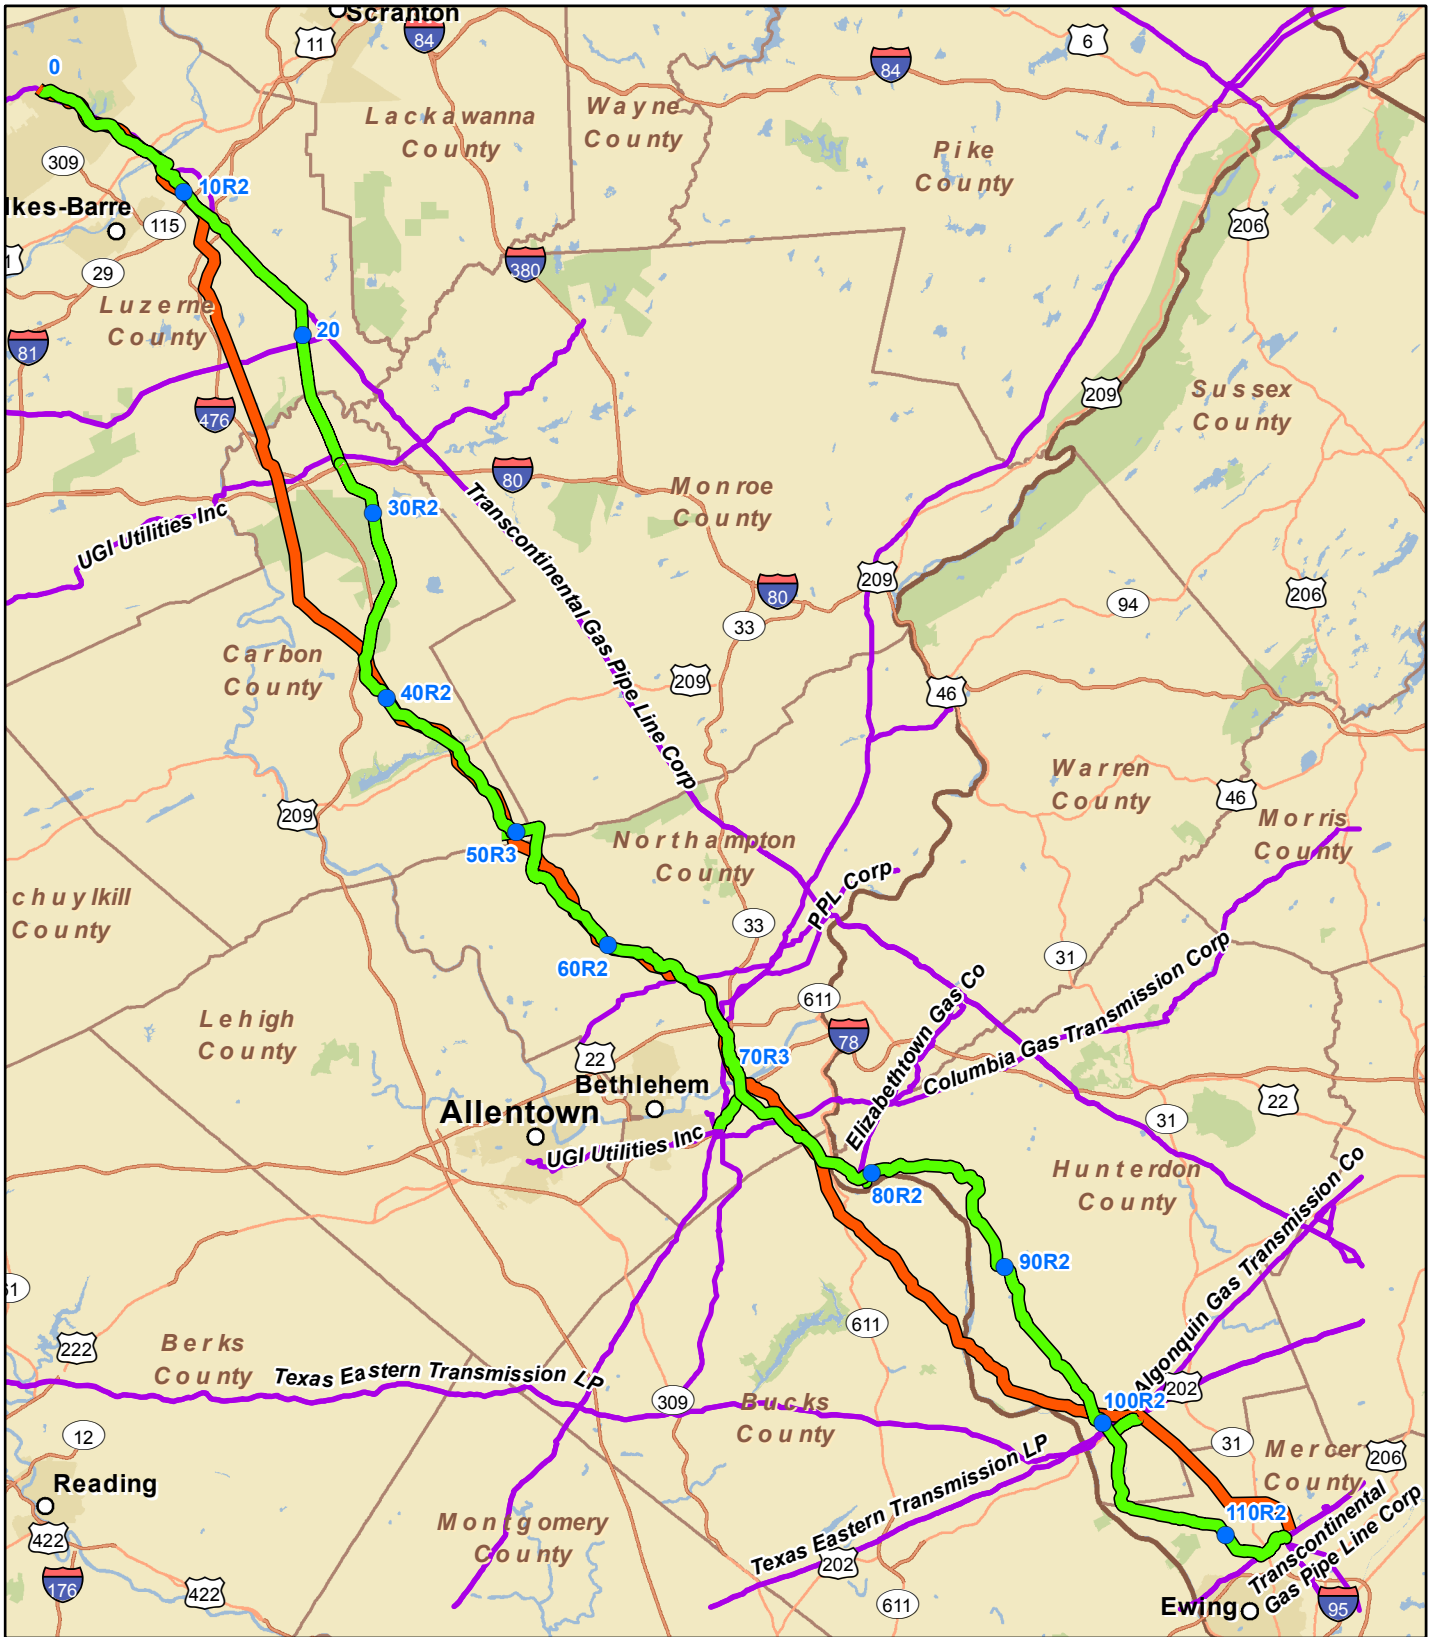 Scranton
11
84
6
84
0
Lackawanna
County
Wayne
County
Pike
County
309
10R2
lkes-Barre
115
206
1
29
380
Luzerne
County
20
81
209
Sussex
County
476
80
Monroe
County
30R2
UGI Utilities Inc
Transcontinental Gas Pipe Line Corp
209
80
94
206
33
Carbon
County
209
46
40R2
Warren
County
46
209
Morris
County
50R3
Northampton
County
PPL Corp
chuylkill
County
33
31
60R2
Elizabethtown Gas Co
Columbia Gas Transmission Corp
611
Lehigh
County
78
22
70R3
Bethlehem
22
Allentown
31
UGI Utilities Inc
Hunterdon
County
80R2
Algonquin Gas Transmission Co
90R2
61
611
222
Berks
County
Texas Eastern Transmission LP
202
309
Bucks
County
100R2
12
31
Mercer
County
206
Texas Eastern Transmission LP
Reading
110R2
Montgomery
County
Transcontinental
Gas Pipe Line Corp
422
202
176
422
611
Ewing
95